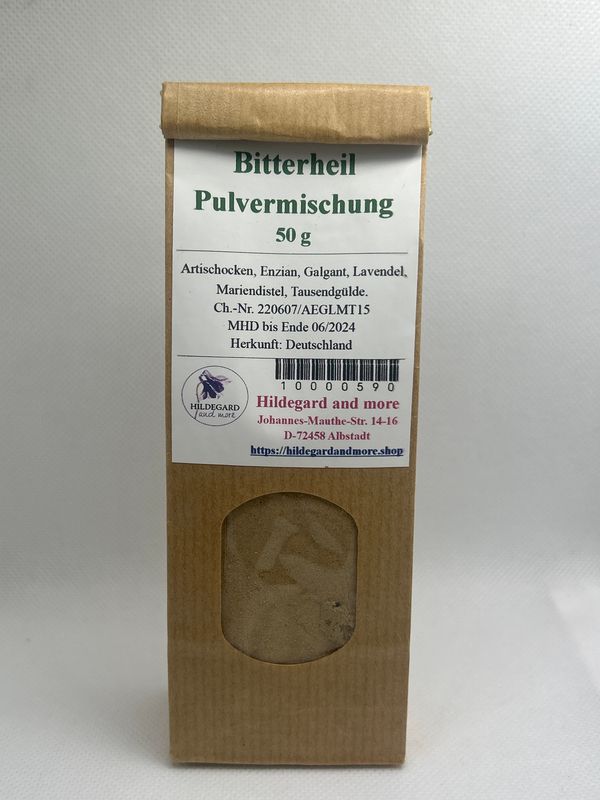 Bitterheil
Pulvermischung
50 g
Artischocken, Enzian, Galgant, Lavendel,
Mariendistel, Tausendgülde.
Ch.-Nr. 220607/AEGLMT15
MHD bis Ende 06/2024
Herkunft: Deutschland
10000590
HILDEGARD
and more
Hildegard and more
Johannes-Mauthe-Str. 14-16
D-72458 Albstadt
https://hildegardandmore.shop